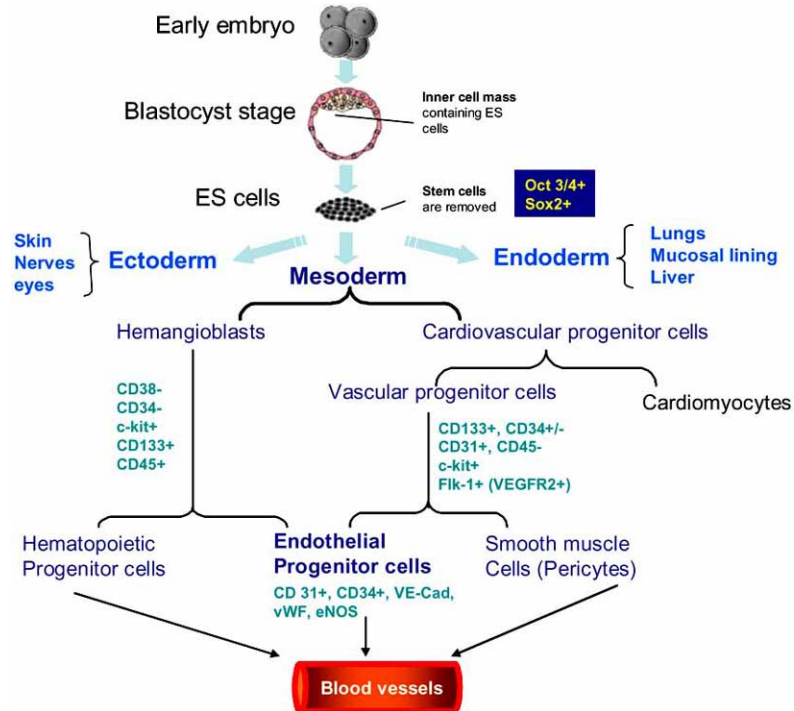 Early embryo
Blastocyst stage
Inner cell mass
containing ES
cells
ES cells
Stem cells
are removed
Oct 3/4+
Sox2+
Skin
Nerves
eyes
Ectoderm
Mesoderm
Endoderm
Lungs
Mucosal lining
Liver
Hemangioblasts
Cardiovascular progenitor cells
CD38-
CD34-
c-kit+
CD133+
CD45+
Vascular progenitor cells
Cardiomyocytes
CD133+, CD34+/-
CD31+, CD45-
c-kit+
Flk-1+ (VEGFR2+)
Hematopoietic
Progenitor cells
Endothelial
Progenitor cells
CD 31+, CD34+, VE-Cad,
vWF, eNOS
Smooth muscle
Cells (Pericytes)
Blood vessels